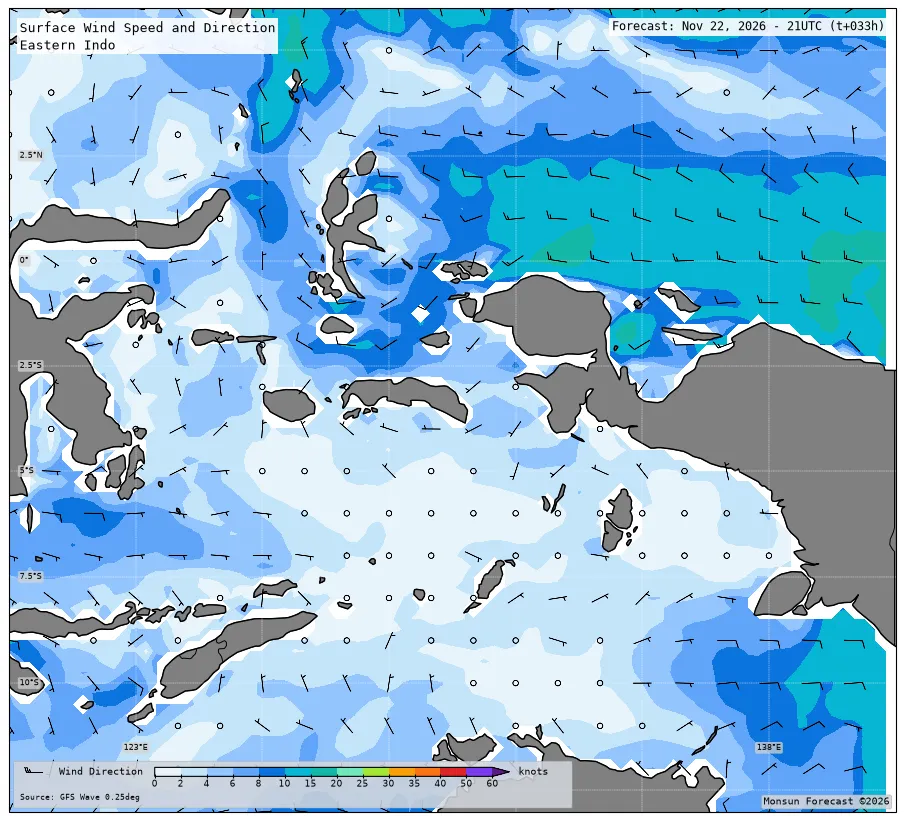 Surface Wind Speed and Direction
Eastern Indo
Forecast: Nov 22, 2026 - 21UTC (t+033h)
2.5°N
0°
2.5°S
5°S
7.5°S
10°S
123°E
138°E
Wind Direction
0 2 4 6 8 10 15 20 25 30 35 40 50 60
knots
Source: GFS Wave 0.25deg
Monsun Forecast ©2026